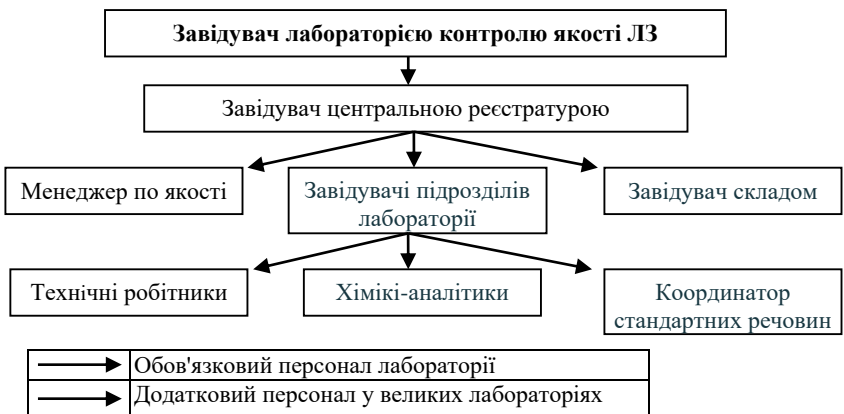 Завідувач лабораторією контролю якості ЛЗ
Завідувач центральною реєстратурою
Менеджер по якості
Завідувачі підрозділів
лабораторії
Завідувач складом
Технічні робітники
Хімікі-аналітики
Координатор
стандартних речовин
Обов'язковий персонал лабораторії
Додатковий персонал у великих лабораторіях